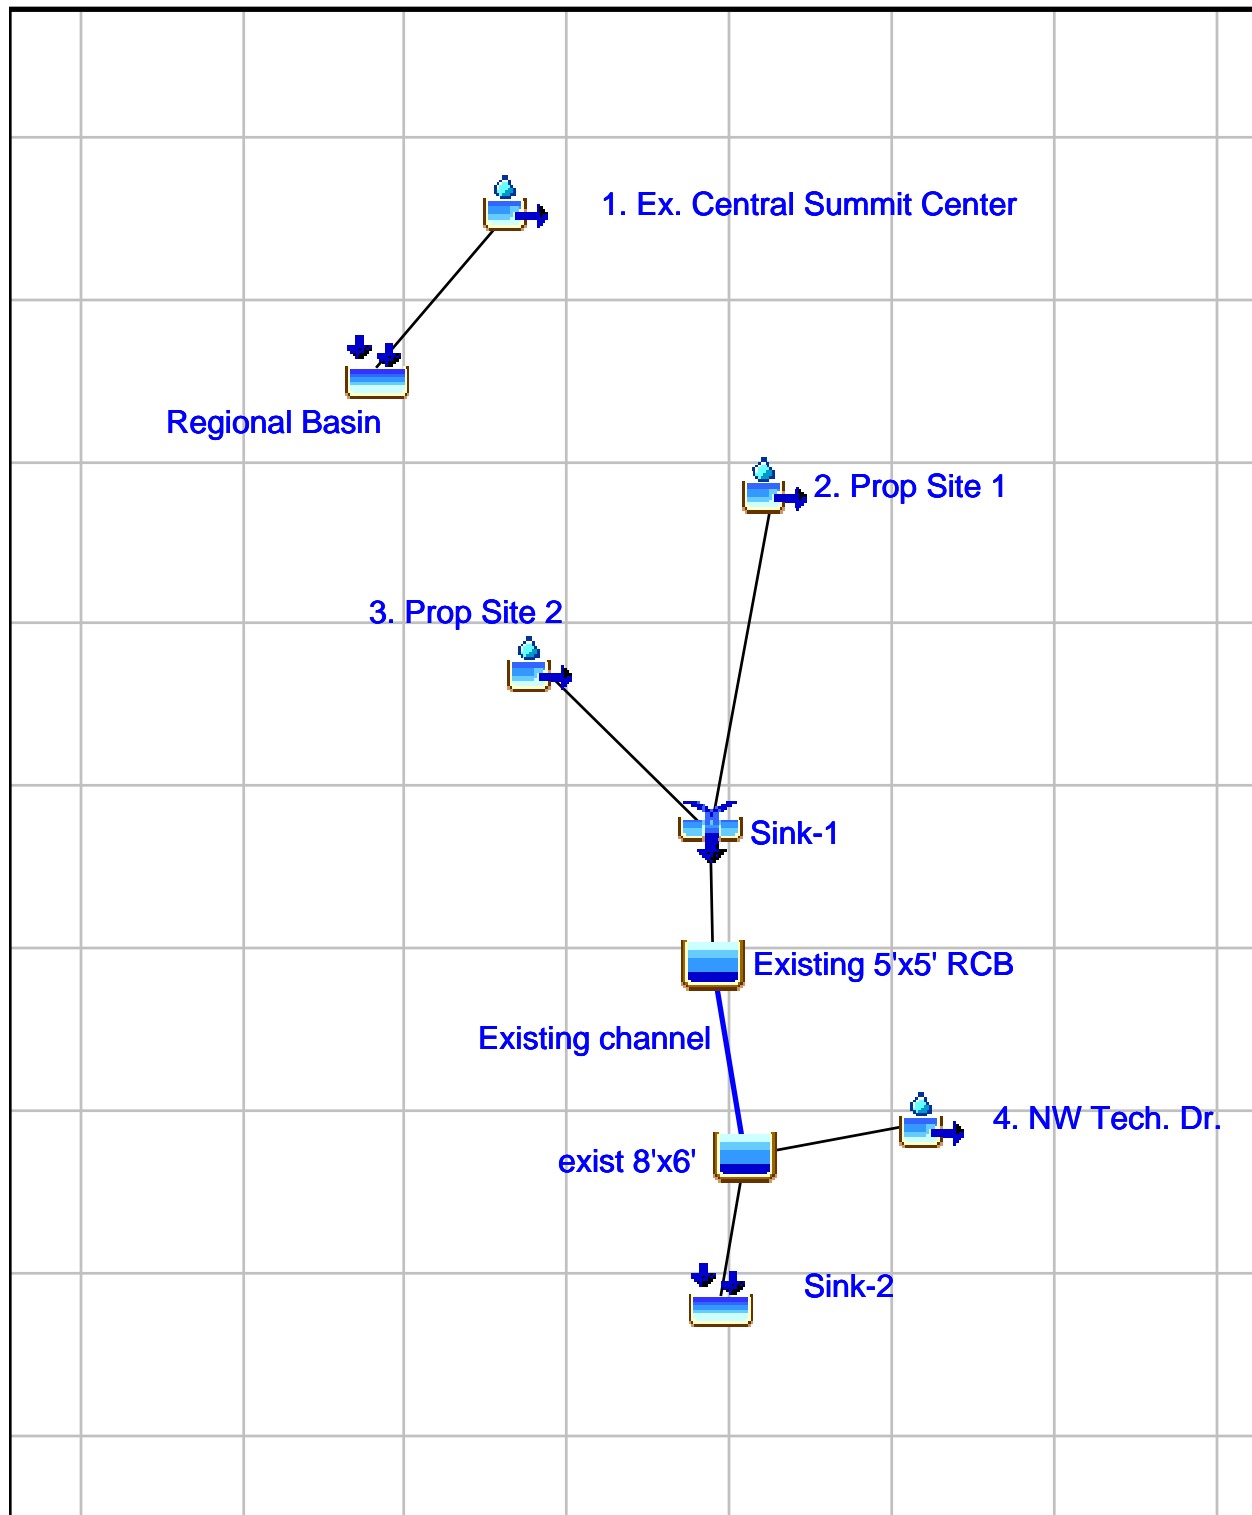 1. Ex. Central Summit Center
Regional Basin
2. Prop Site 1
3. Prop Site 2
Sink-1
Existing 5'x5' RCB
Existing channel
4. NW Tech. Dr.
exist 8'x6'
Sink-2